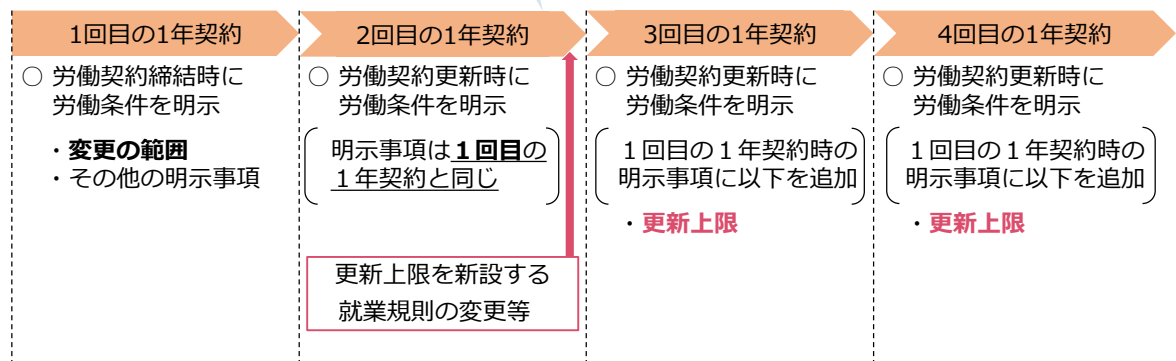 1回目の1年契約
○ 労働契約締結時に
労働条件を明示
・変更の範囲
・その他の明示事項
2回目の1年契約
○ 労働契約更新時に
労働条件を明示
明示事項は１回目の
１年契約と同じ
更新上限を新設する
就業規則の変更等
3回目の1年契約
○ 労働契約更新時に
労働条件を明示
１回目の１年契約時の
明示事項に以下を追加
・更新上限
4回目の1年契約
○ 労働契約更新時に
労働条件を明示
１回目の１年契約時の
明示事項に以下を追加
・更新上限